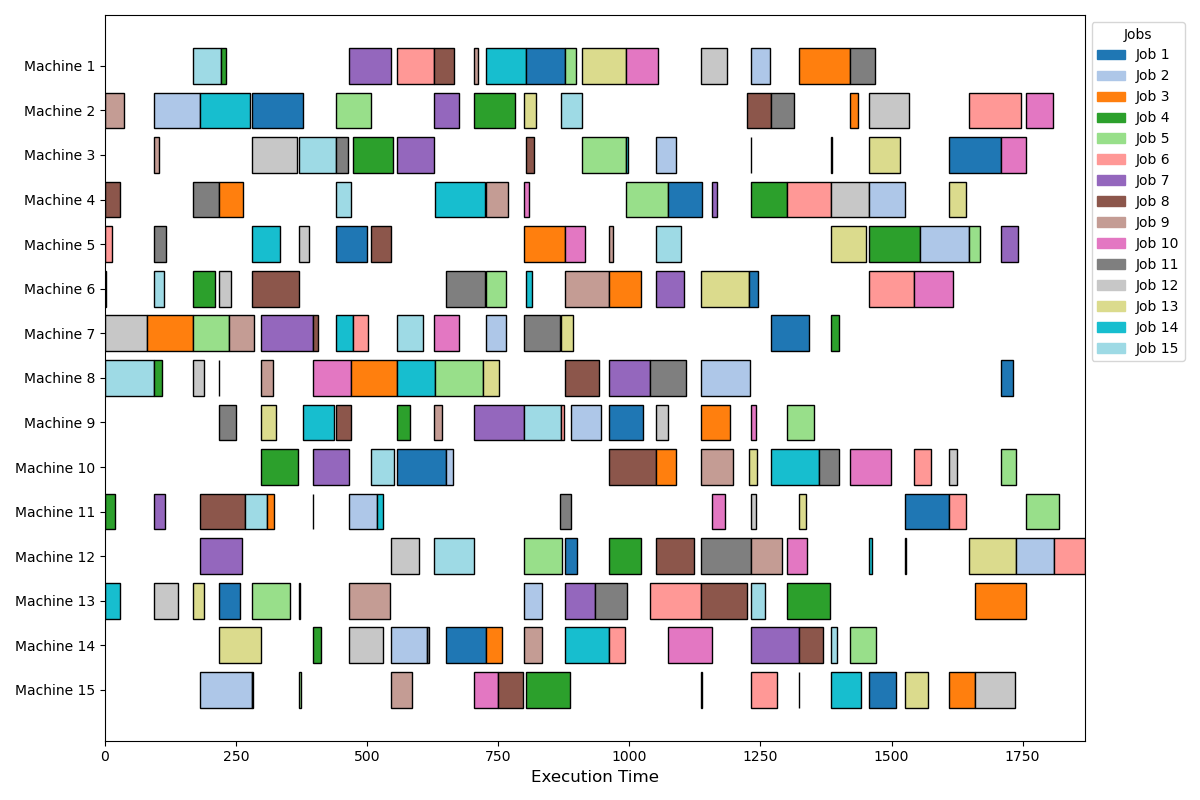 Machine 1
Machine 2
Machine 3
Machine 4
Machine 5
Machine 6
Machine 7
Machine 8
Machine 9
Machine 10
Machine 11
Machine 12
Machine 13
Machine 14
Machine 15
0
250
500
750
1000
1250
1500
1750
Execution Time
Jobs
Job 1
Job 2
Job 3
Job 4
Job 5
Job 6
Job 7
Job 8
Job 9
Job 10
Job 11
Job 12
Job 13
Job 14
Job 15